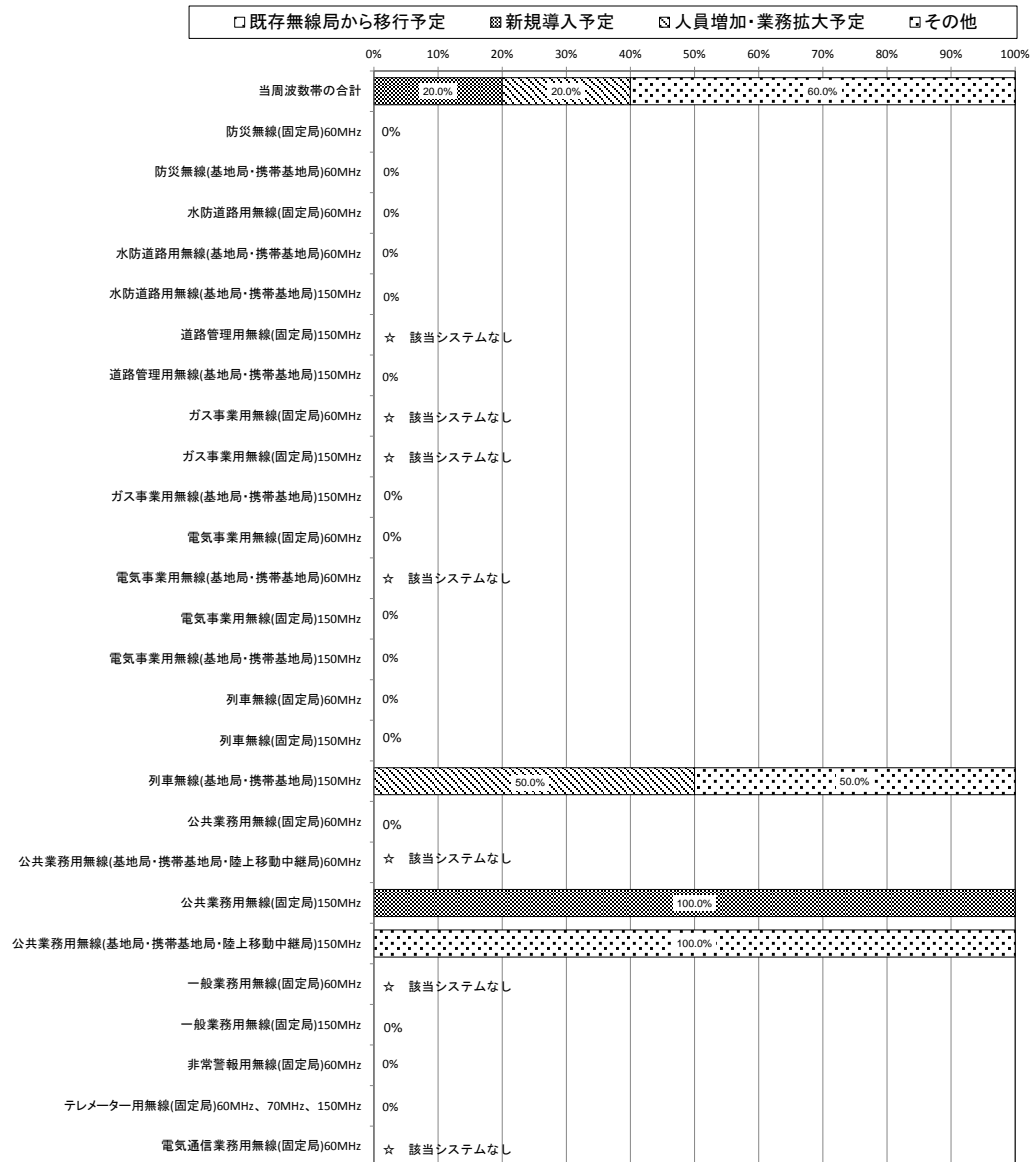 既存無線局から移行予定 新規導入予定 人員増加・業務拡大予定 その他
0% 10% 20% 30% 40% 50% 60% 70% 80% 90% 100%
当周波数帯の合計 20.0% 20.0% 60.0%
防災無線(固定局)60MHz 0%
防災無線(基地局・携帯基地局)60MHz 0%
水防道路用無線(固定局)60MHz 0%
水防道路用無線(基地局・携帯基地局)60MHz 0%
水防道路用無線(基地局・携帯基地局)150MHz 0%
道路管理用無線(固定局)150MHz ☆ 該当システムなし
道路管理用無線(基地局・携帯基地局)150MHz 0%
ガス事業用無線(固定局)60MHz ☆ 該当システムなし
ガス事業用無線(固定局)150MHz ☆ 該当システムなし
ガス事業用無線(基地局・携帯基地局)150MHz 0%
電気事業用無線(固定局)60MHz 0%
電気事業用無線(基地局・携帯基地局)60MHz ☆ 該当システムなし
電気事業用無線(固定局)150MHz 0%
電気事業用無線(基地局・携帯基地局)150MHz 0%
列車無線(固定局)60MHz 0%
列車無線(固定局)150MHz 0%
列車無線(基地局・携帯基地局)150MHz 50.0% 50.0%
公共業務用無線(固定局)60MHz 0%
公共業務用無線(基地局・携帯基地局・陸上移動中継局)60MHz ☆ 該当システムなし
公共業務用無線(固定局)150MHz 100.0%
公共業務用無線(基地局・携帯基地局・陸上移動中継局)150MHz 100.0%
一般業務用無線(固定局)60MHz ☆ 該当システムなし
一般業務用無線(固定局)150MHz 0%
非常警報用無線(固定局)60MHz 0%
テレメーター用無線(固定局)60MHz、70MHz、150MHz 0%
電気通信業務用無線(固定局)60MHz ☆ 該当システムなし